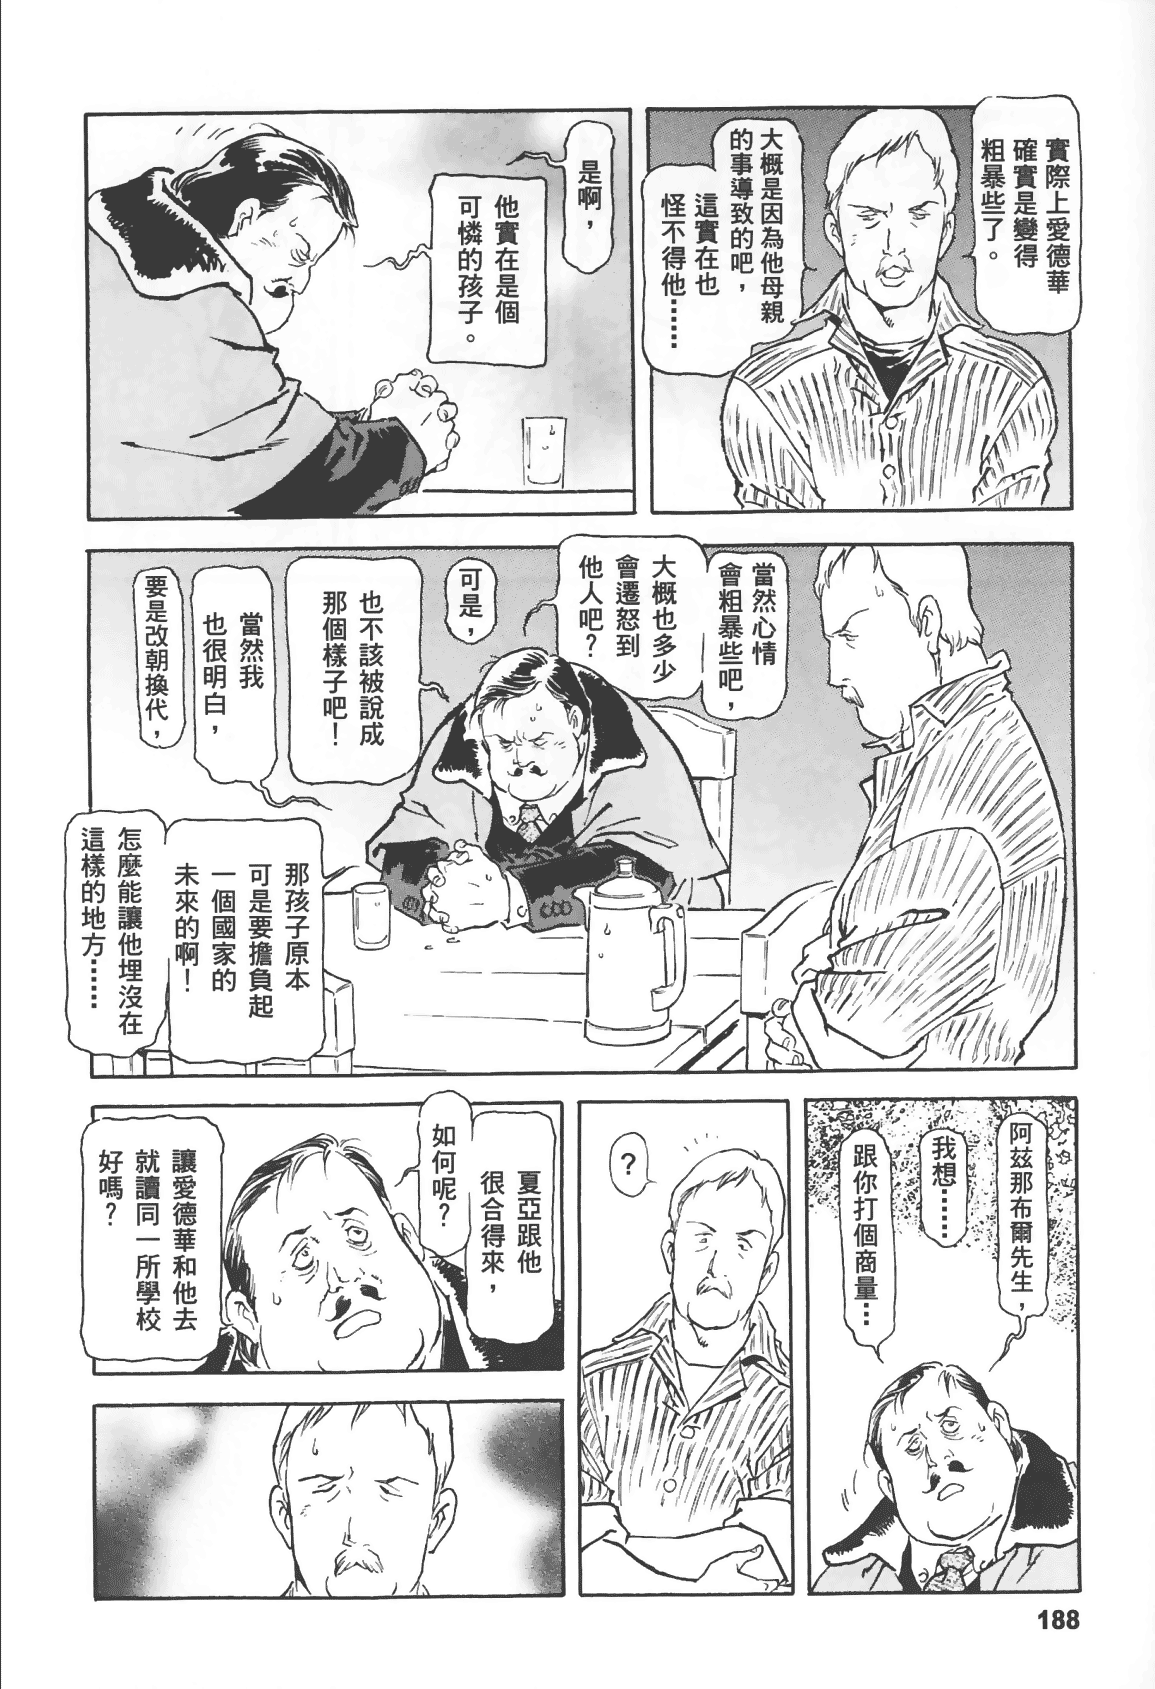 實際上愛德華
確實是變得
粗暴些了。
大概是因為他母親
的事導致的吧，
這實在也
怪不得他……
是啊，
他實在是個
可憐的孩子。
當然心情
會粗暴些吧，
大概也多少
會遷怒到
他人吧？
可是，
也不該被說成
那個樣子吧！
當然我
也很明白，
要是改朝換代，
那孩子原本
可是要擔負起
一個國家的
未來的啊！
怎麼能讓他埋沒在
這樣的地方……
阿茲那布爾先生，
我想……
跟你打個商量…
？
夏亞跟他
很合得來，
如何呢？
讓愛德華和他去
就讀同一所學校
好嗎？
188